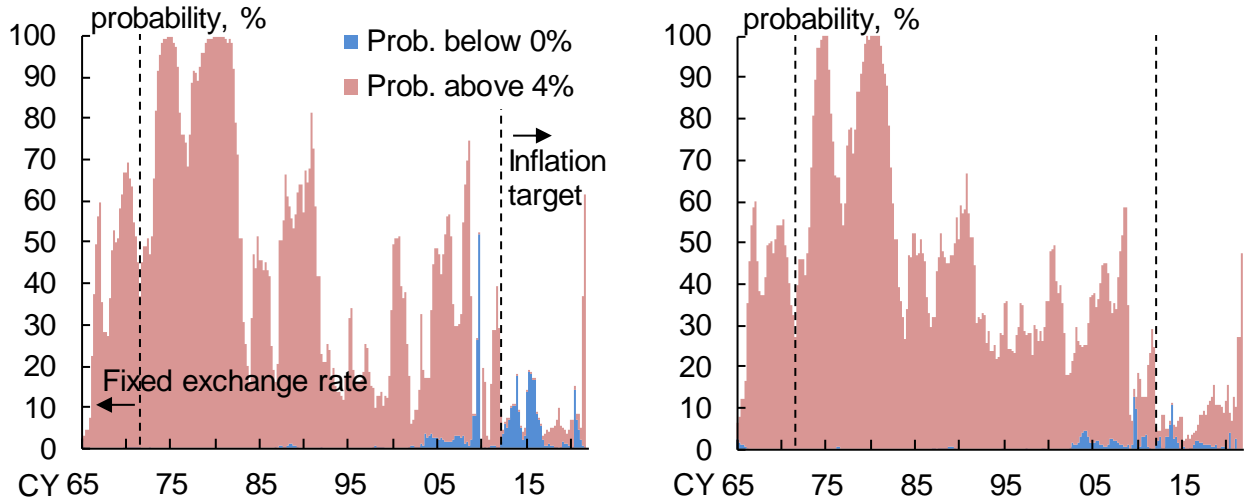 probability, %
100
90
80
70
60
50
40
30
20
10
0
Prob. below 0%
Prob. above 4%
Inflation
target
Fixed exchange rate
CY 65 75 85 95 05 15
probability, %
100
90
80
70
60
50
40
30
20
10
0
CY 65 75 85 95 05 15